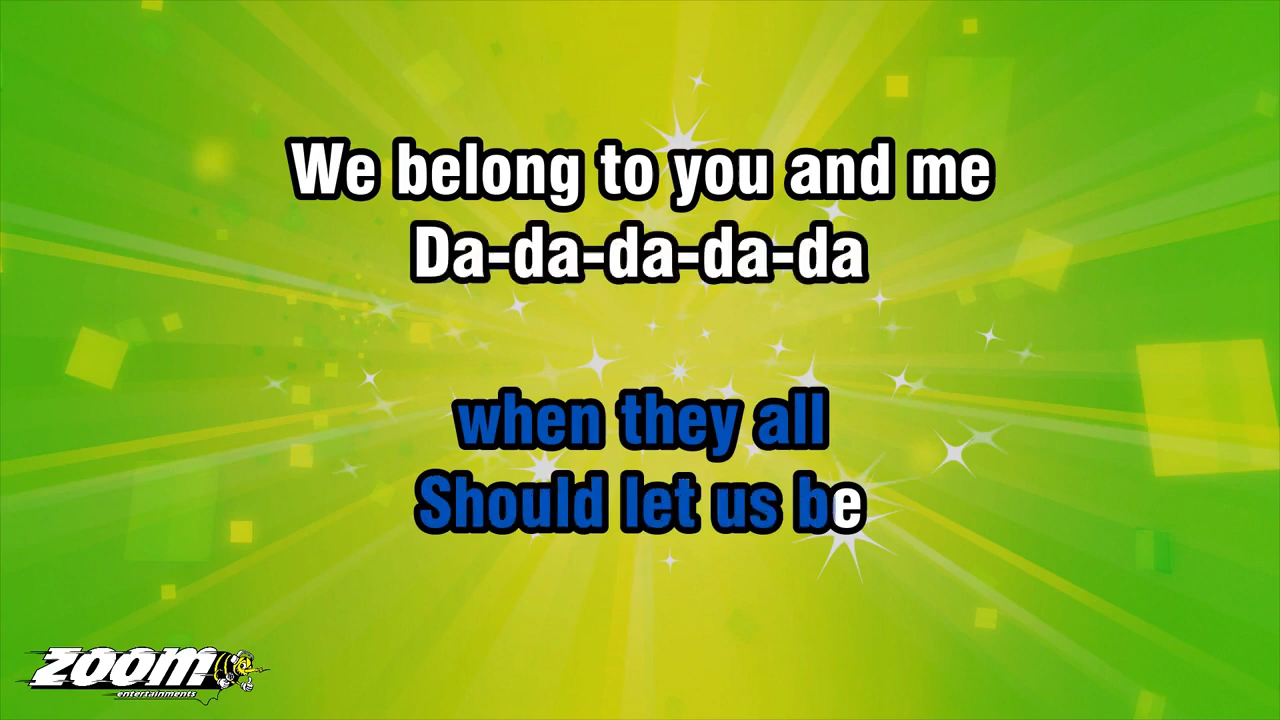 We belong to you and me
Da-da-da-da-da
when they all
Should let us be
zoom
entertainments